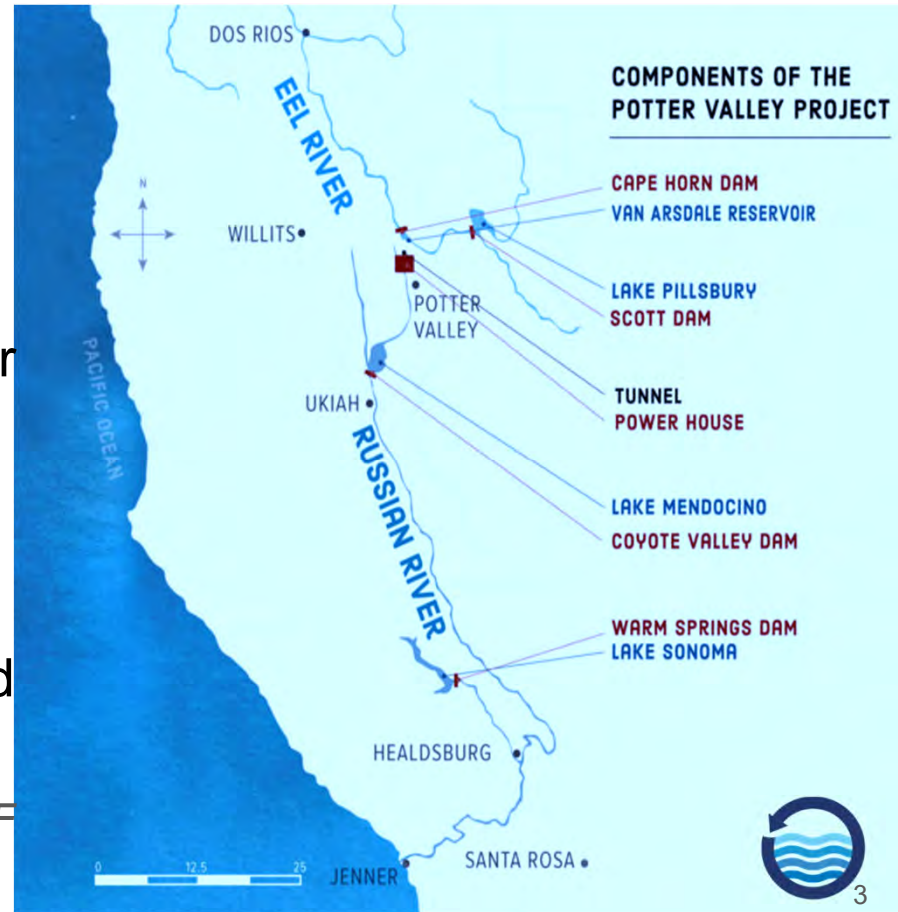 DOS RIOS
COMPONENTS OF THE
POTTER VALLEY PROJECT
EEL RIVER
N
CAPE HORN DAM
VAN ARSDALE RESERVOIR
WILLITS
LAKE PILLSBURY
SCOTT DAM
POTTER
VALLEY
r
PACIFIC OCEAN
TUNNEL
POWER HOUSE
UKIAH
RUSSIAN RIVER
LAKE MENDOCINO
COYOTE VALLEY DAM
WARM SPRINGS DAM
LAKE SONOMA
d
HEALDSBURG
0 12.5 25
JENNER
SANTA ROSA
3